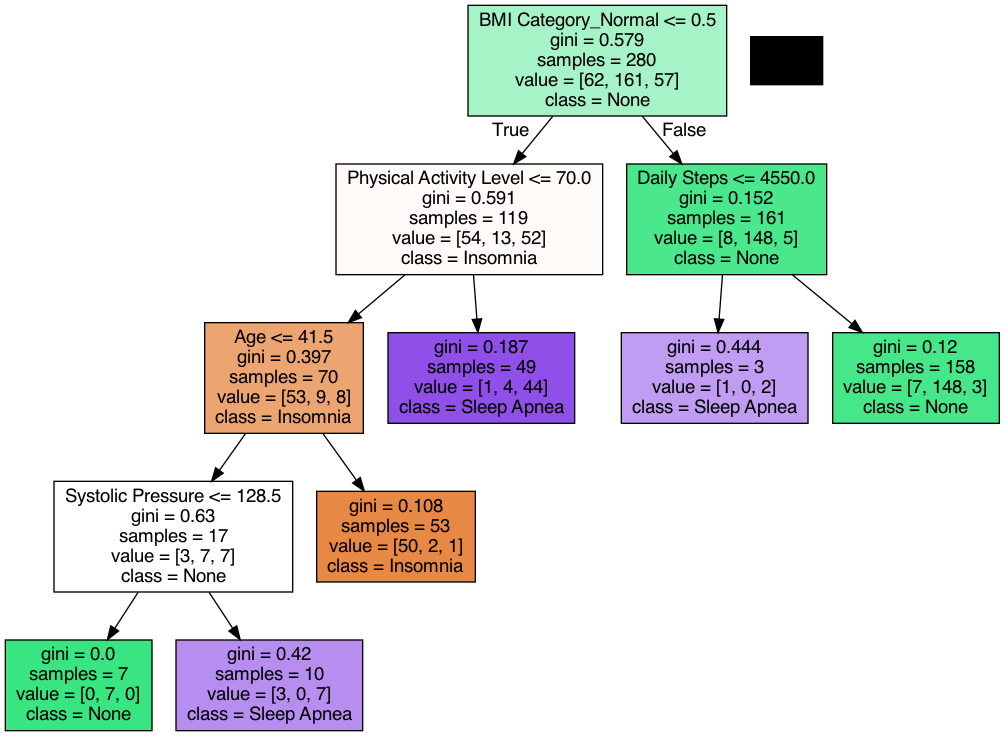 BMI Category_Normal <= 0.5
gini = 0.579
samples = 280
value = [62, 161, 57]
class = None
True
False
Physical Activity Level <= 70.0
gini = 0.591
samples = 119
value = [54, 13, 52]
class = Insomnia
Daily Steps <= 4550.0
gini = 0.152
samples = 161
value = [8, 148, 5]
class = None
Age <= 41.5
gini = 0.397
samples = 70
value = [53, 9, 8]
class = Insomnia
gini = 0.187
samples = 49
value = [1, 4, 44]
class = Sleep Apnea
gini = 0.444
samples = 3
value = [1, 0, 2]
class = Sleep Apnea
gini = 0.12
samples = 158
value = [7, 148, 3]
class = None
Systolic Pressure <= 128.5
gini = 0.63
samples = 17
value = [3, 7, 7]
class = None
gini = 0.108
samples = 53
value = [50, 2, 1]
class = Insomnia
gini = 0.0
samples = 7
value = [0, 7, 0]
class = None
gini = 0.42
samples = 10
value = [3, 0, 7]
class = Sleep Apnea